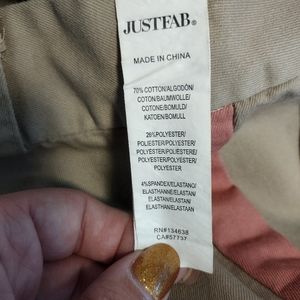 JUSTFAB®
MADE IN CHINA
70% COTTON/ALGODÓN/
COTON/BAUMWOLLE/
COTONE/BOMULD/
KATOEN/BOMULL
26%POLYESTER/
POLIÉSTER/POLYESTER/
POLYESTER/POLIESTERE/
POLYESTER/POLYESTER/
POLYESTER
4%SPANDEX/ELASTANO/
ELASTHANNE/ELASTAN/
ELASTAN/ELASTAN/
ELASTHAN/ELASTAAN
RN#134638
CA#57737